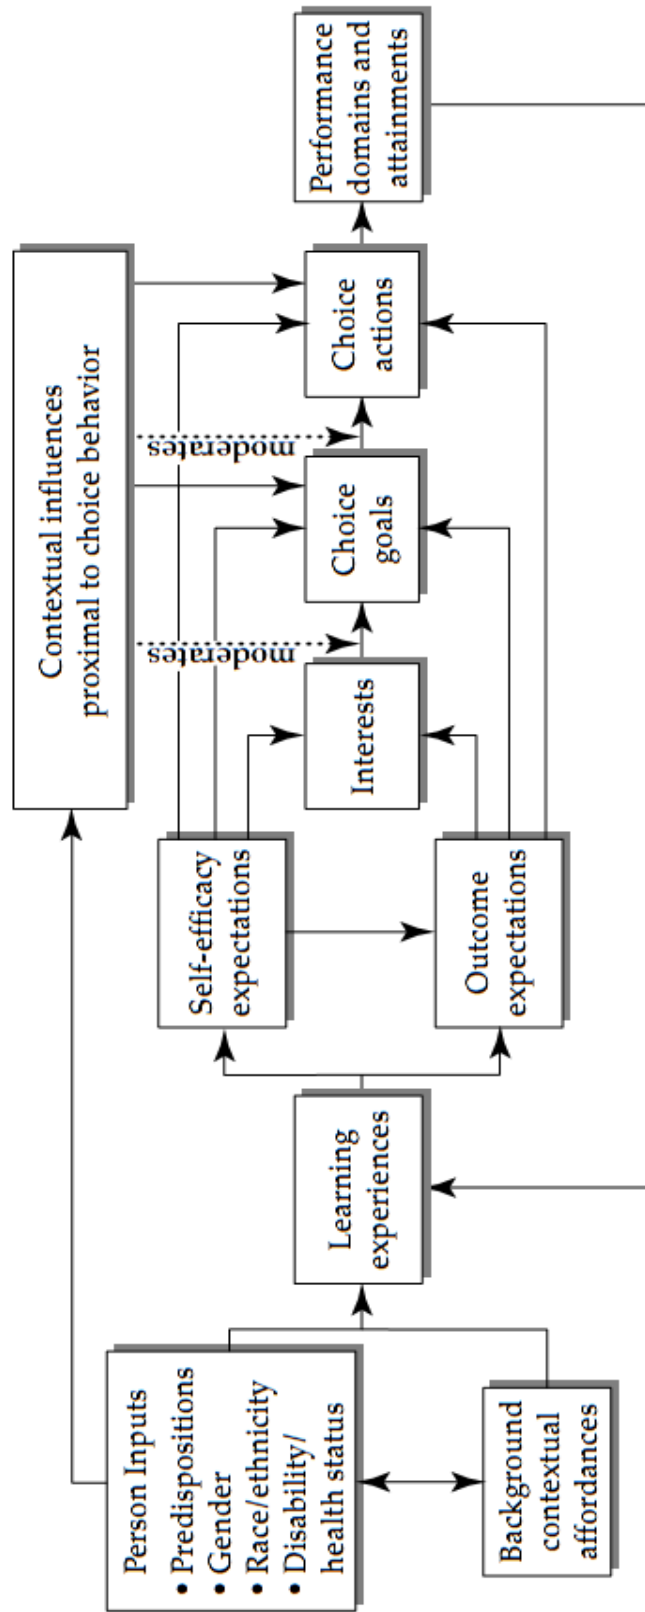 Person Inputs
• Predispositions
• Gender
• Race/ethnicity
• Disability/
health status
Background
contextual
affordances
Learning
experiences
Self-efficacy
expectations
Outcome
expectations
Interests
Contextual influences
proximal to choice behavior
moderates
moderates
Choice
goals
Choice
actions
Performance
domains and
attainments